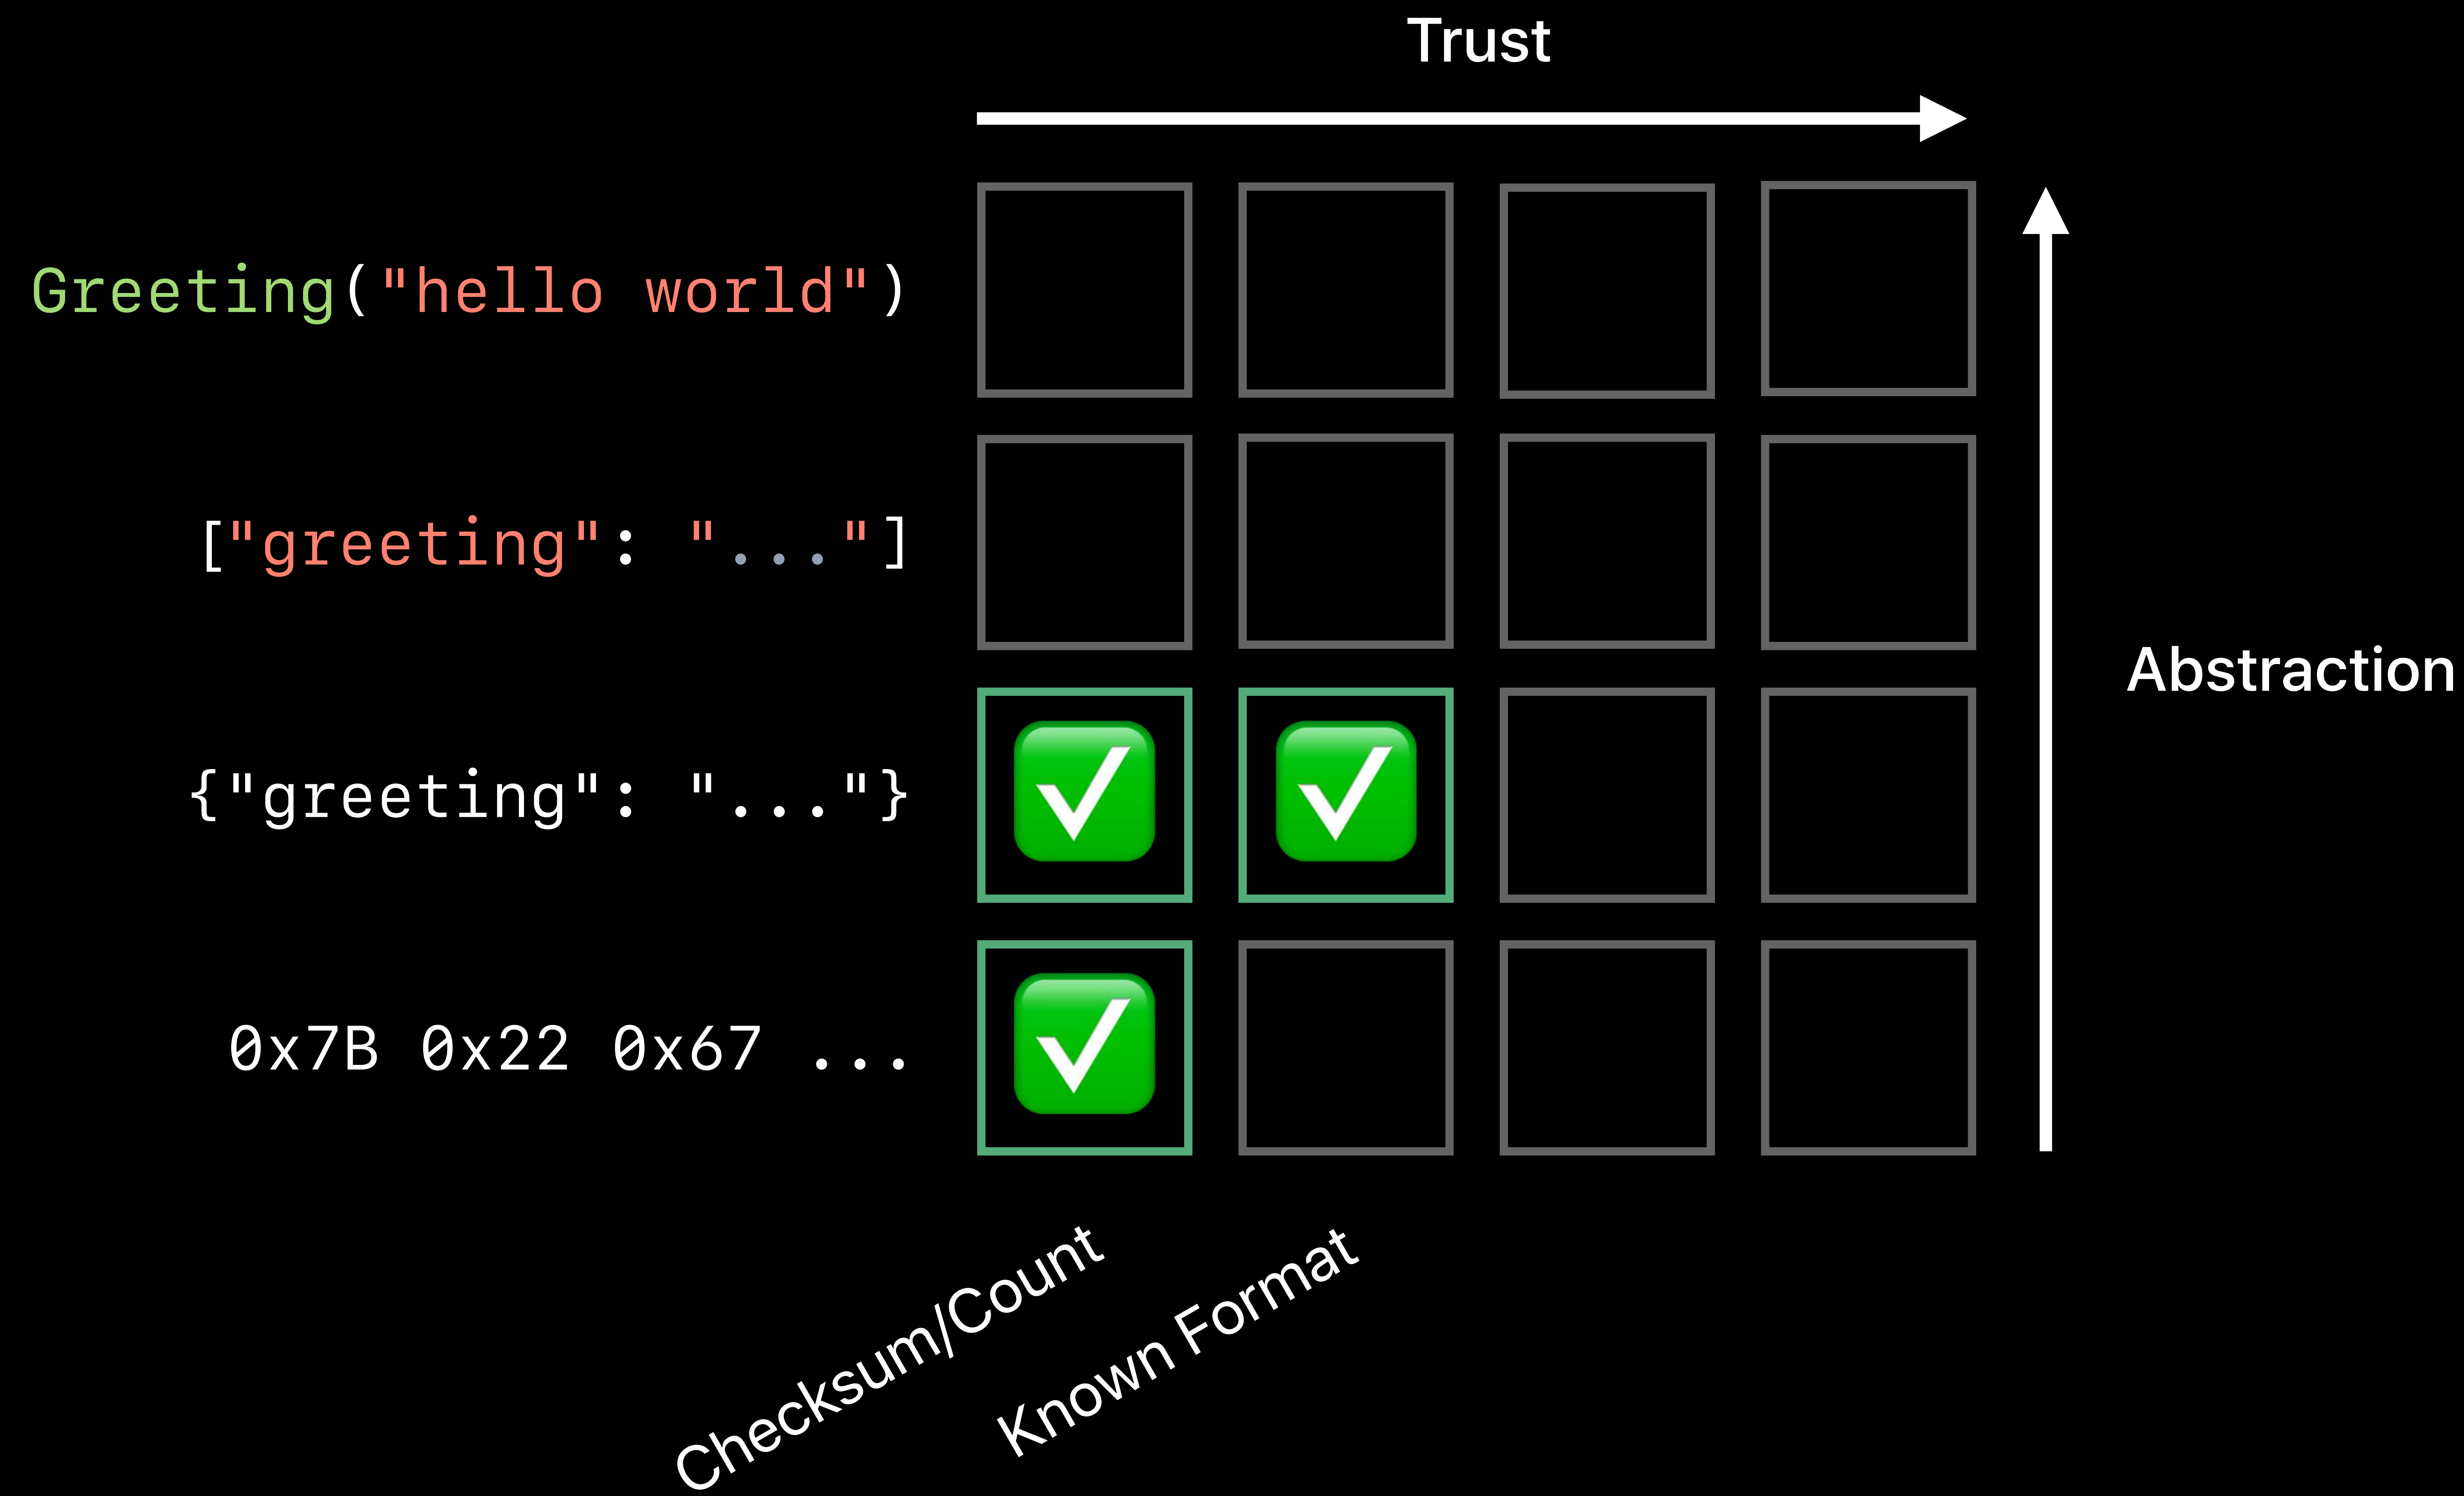 Trust
Greeting("hello world")
["greeting": "..."]
Abstraction
{"greeting": "..."}
0x7B 0x22 0x67 ...
Checksum/Count
Known Format